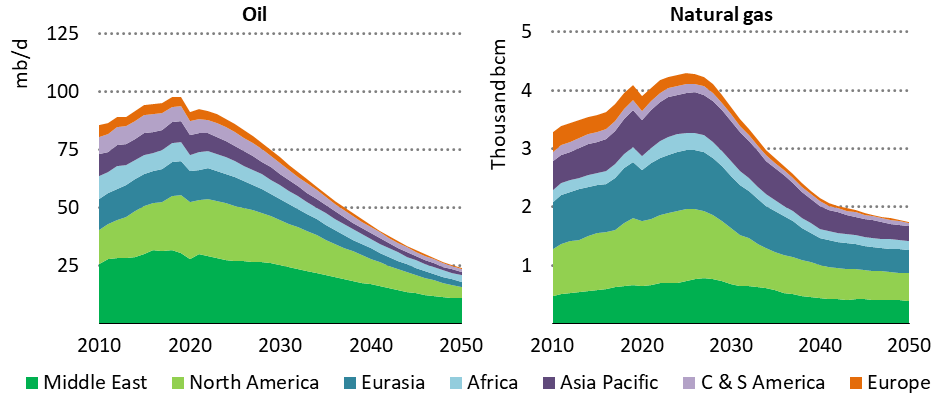 Oil
mb/d
125
100
75
50
25
2010 2020 2030 2040 2050
Natural gas
Thousand bcm
5
4
3
2
1
2010 2020 2030 2040 2050
Middle East North America Eurasia Africa Asia Pacific C & S America Europe